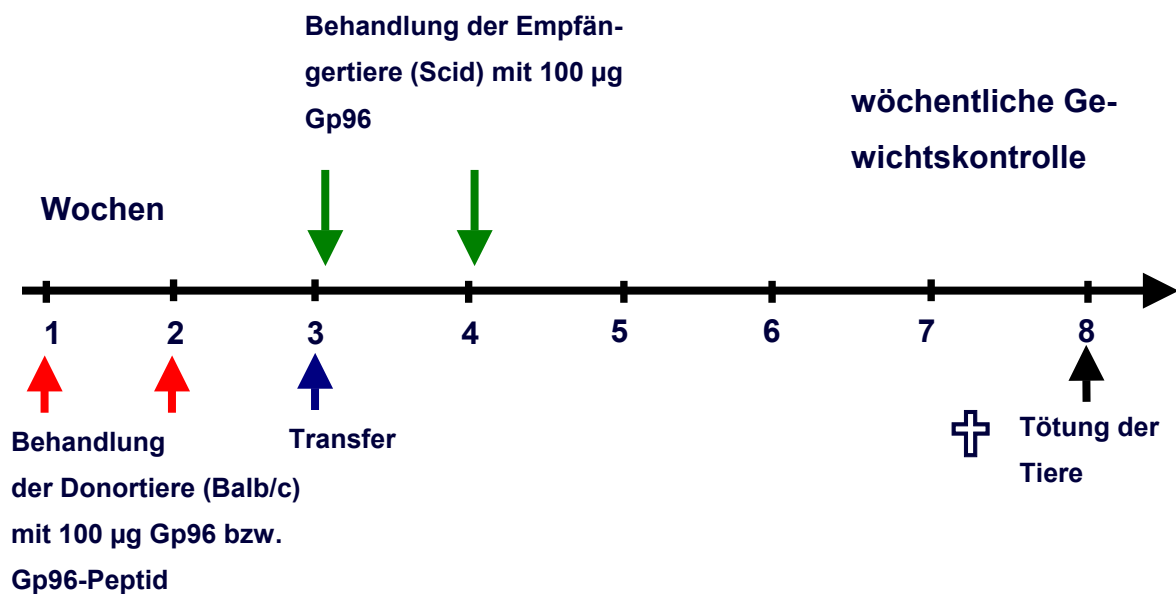 Behandlung der Empfän-
gertiere (Scid) mit 100 µg
Gp96
wöchentliche Ge-
wichtskontrolle
Wochen
1 2 3 4 5 6 7 8
Behandlung
der Donortiere (Balb/c)
mit 100 µg Gp96 bzw.
Gp96-Peptid
Transfer
Tötung der
Tiere